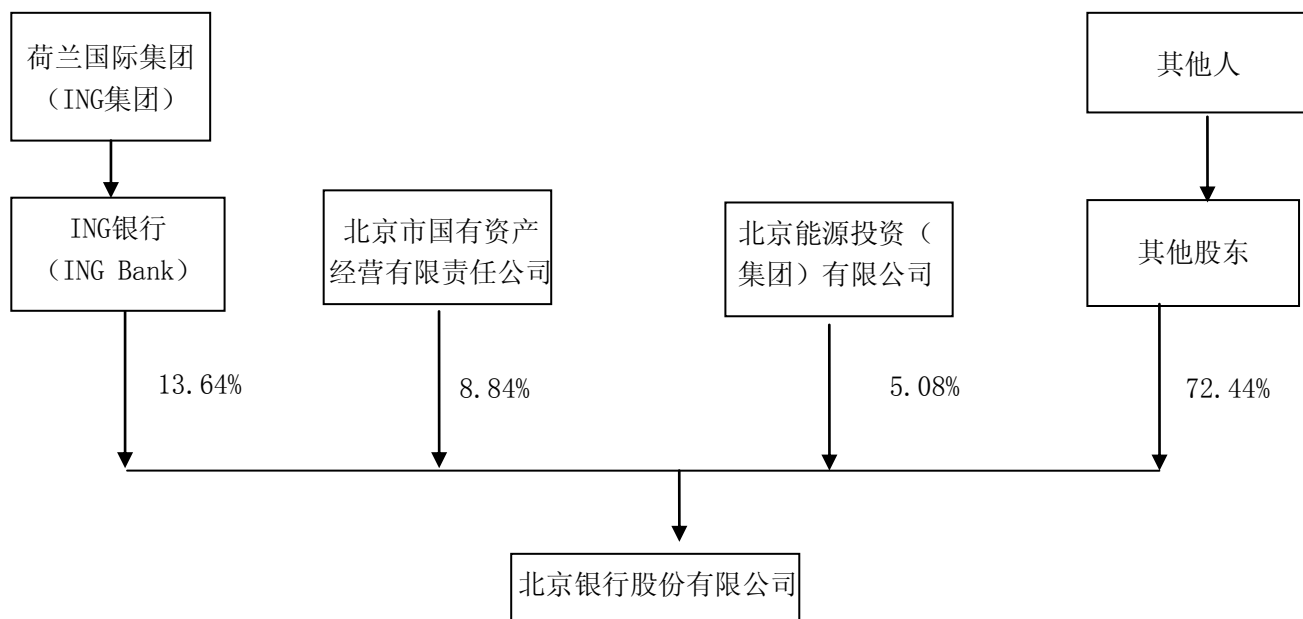 荷兰国际集团
（ING集团）
其他人
ING银行
（ING Bank）
北京市国有资产
经营有限责任公司
北京能源投资（
集团）有限公司
其他股东
13.64%
8.84%
5.08%
72.44%
北京银行股份有限公司